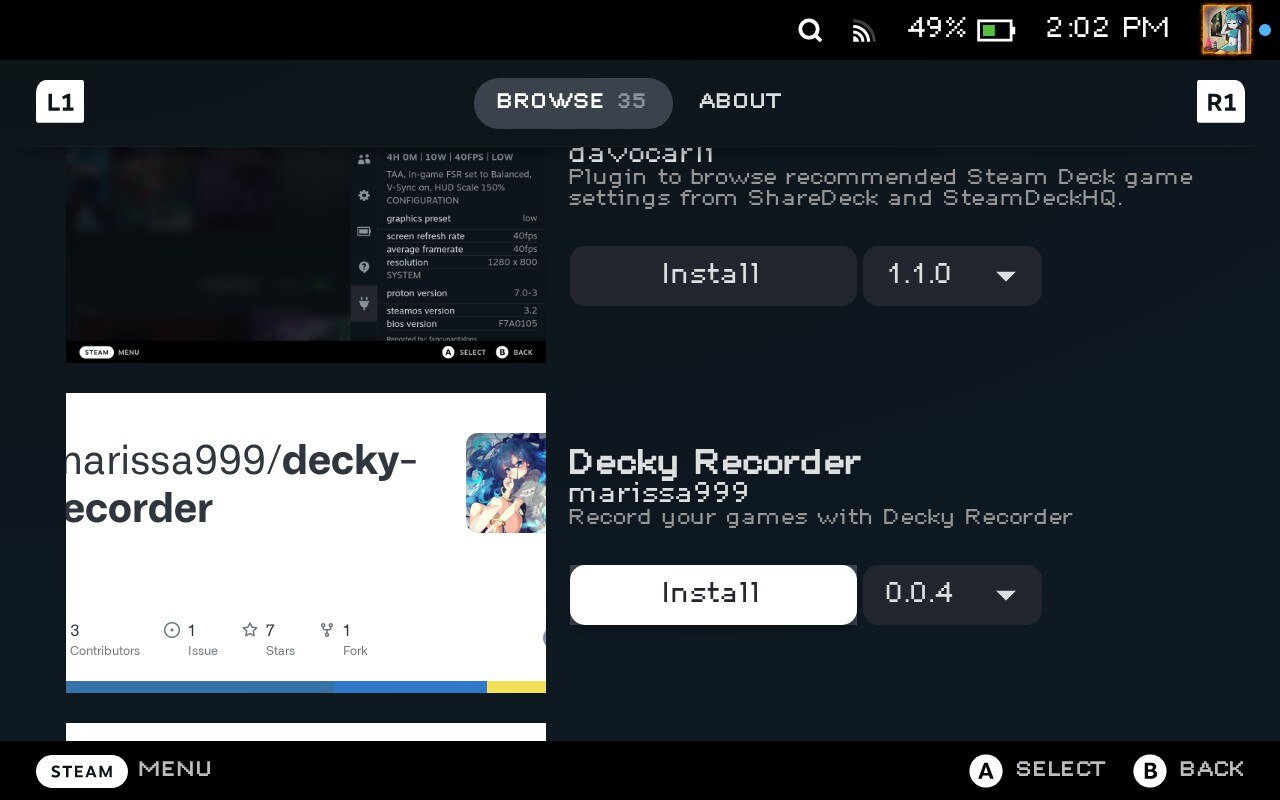 49% 2:02 PM
L1 BROWSE 35 ABOUT R1
davocarli
Plugin to browse recommended Steam Deck game
settings from ShareDeck and SteamDeckHQ.
Install 1.1.0
4H 0M | 10W | 40FPS | LOW
TAA, in-game FSR set to Balanced,
V-Sync on, HUD Scale 150%
CONFIGURATION
graphics preset low
screen refresh rate 40fps
average framerate 40fps
resolution 1280 x 800
SYSTEM
proton version 7.0-3
steamos version 3.2
bios version F7A0105
STEAM MENU A SELECT B BACK
narissa999/decky-
ecorder
3 1 7 1
Contributors Issue Stars Fork
Decky Recorder
marissa999
Record your games with Decky Recorder
Install 0.0.4
STEAM MENU A SELECT B BACK